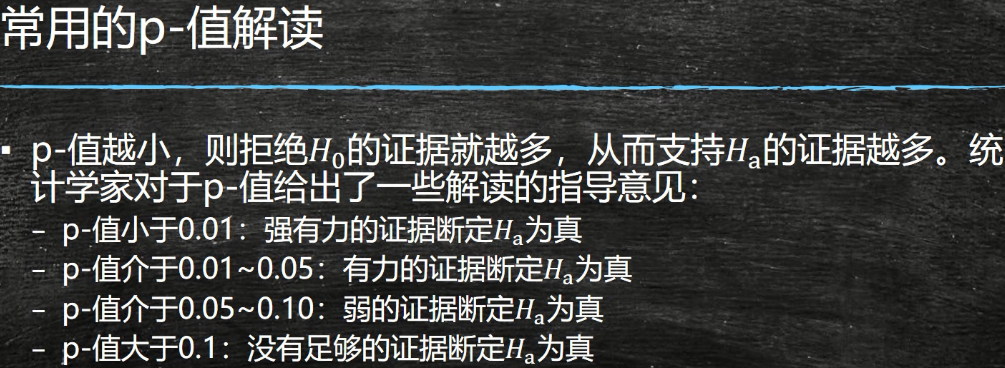 常用的p-值解读
▪ p-值越小，则拒绝H₀的证据就越多，从而支持Hₐ的证据越多。统
计学家对于p-值给出了一些解读的指导意见：
– p-值小于0.01：强有力的证据断定Hₐ为真
– p-值介于0.01~0.05：有力的证据断定Hₐ为真
– p-值介于0.05~0.10：弱的证据断定Hₐ为真
– p-值大于0.1：没有足够的证据断定Hₐ为真